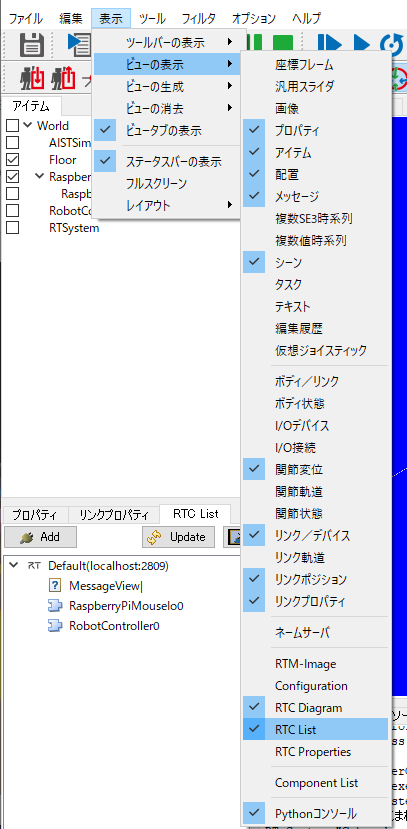 ファイル 編集 表示 ツール フィルタ オプション ヘルプ
ツールバーの表示
ビューの表示
ビューの生成
ビューの消去
ビュータブの表示
ステータスバーの表示
フルスクリーン
レイアウト
座標フレーム
汎用スライダ
画像
プロパティ
アイテム
配置
メッセージ
複数SE3時系列
複数値時系列
シーン
タスク
テキスト
編集履歴
仮想ジョイスティック
ボディ／リンク
ボディ状態
I/Oデバイス
I/O接続
関節変位
関節軌道
関節状態
リンク／デバイス
リンク軌道
リンクポジション
リンクプロパティ
ネームサーバ
RTM-Image
Configuration
RTC Diagram
RTC List
RTC Properties
Component List
Pythonコンソール
アイテム
World
AISTSim
Floor
Raspber
Raspb
RobotCo
RTSystem
プロパティ リンクプロパティ RTC List
Add Update
RT Default(localhost:2809)
MessageView|
RaspberryPiMouseIo0
RobotController0